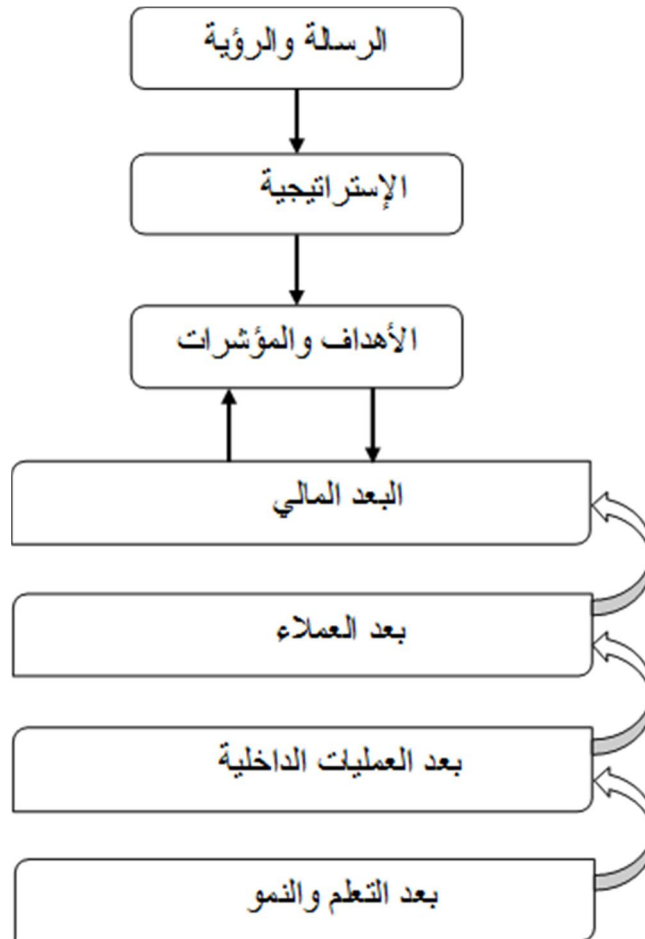 الرسالة والرؤية
الإستراتيجية
الأهداف والمؤشرات
البعد المالي
بعد العملاء
بعد العمليات الداخلية
بعد التعلم والنمو